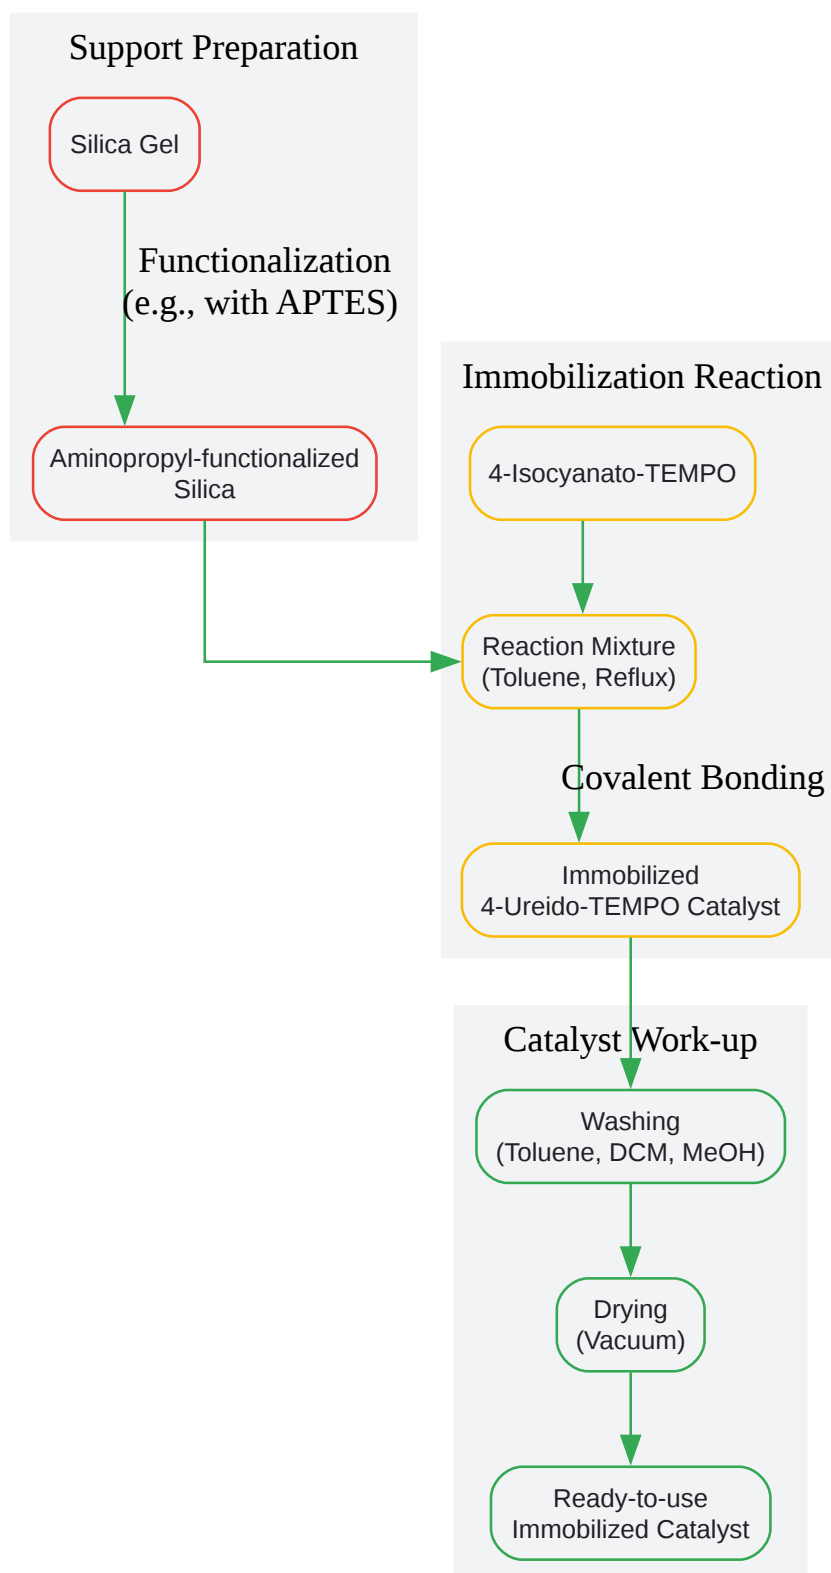 Support Preparation
Silica Gel
Functionalization
(e.g., with APTES)
Aminopropyl-functionalized
Silica
Immobilization Reaction
4-Isocyanato-TEMPO
Reaction Mixture
(Toluene, Reflux)
Covalent Bonding
Immobilized
4-Ureido-TEMPO Catalyst
Catalyst Work-up
Washing
(Toluene, DCM, MeOH)
Drying
(Vacuum)
Ready-to-use
Immobilized Catalyst